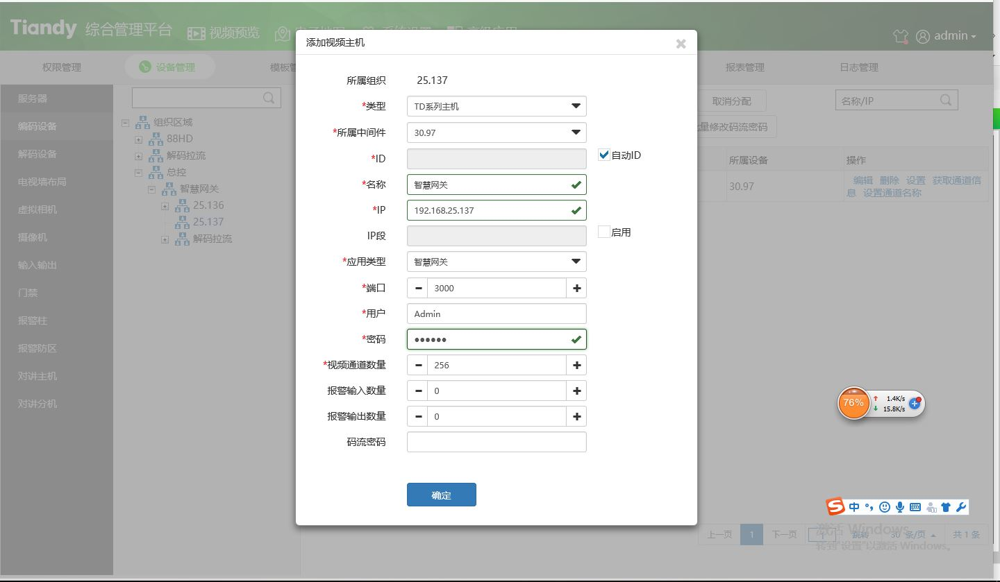 Tiandy 综合管理平台 视频预览 电子地图 系统设置 高级应用 admin
权限管理 设备管理 模板管 报表管理 日志管理
服务器
编码设备
解码设备
电视墙布局
虚拟相机
摄像机
输入输出
门禁
报警柱
报警防区
对讲主机
对讲分机
组织区域
88HD
解码拉流
总控
智慧网关
25.136
25.137
解码拉流
添加视频主机
所属组织 25.137
*类型 TD系列主机
*所属中间件 30.97
*ID 自动ID
*名称 智慧网关
*IP 192.168.25.137
IP段 启用
*应用类型 智慧网关
*端口 3000
*用户 Admin
*密码 ●●●●●●
*视频通道数量 256
报警输入数量 0
报警输出数量 0
码流密码
确定
取消分配 名称/IP
量修改码流密码
所属设备 操作
30.97 编辑 删除 设置 获取通道信
息 设置通道名称
76% 1.4K/s
15.8K/s
中
上一页 1 下一页 1 跳转 30 条/页 共 1 条
激活 Windows
转到"设置"以激活 Windows。